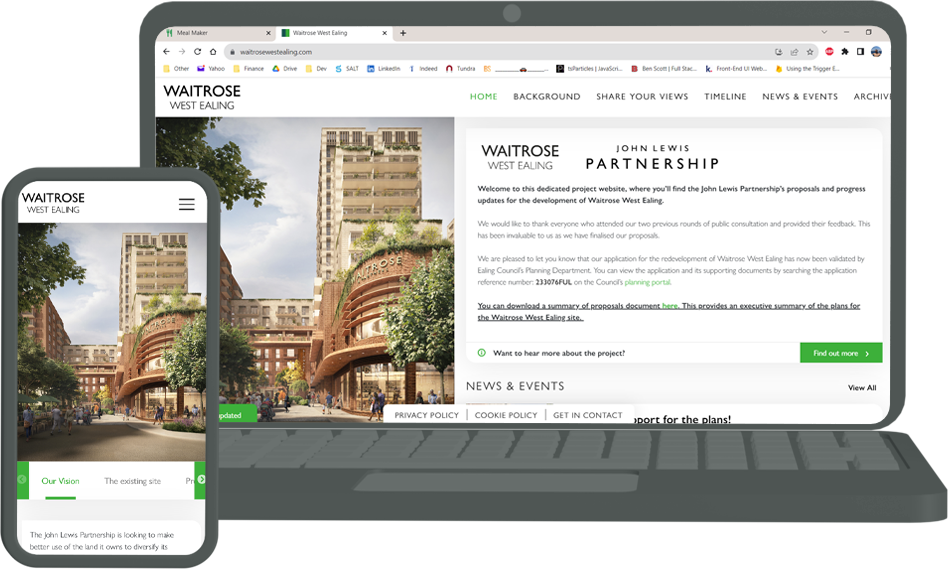 Meal Maker
Waitrose West Ealing
waitrosewestealing.com
Other
Yahoo
Finance
Drive
Dev
SALT
LinkedIn
Indeed
Tundra
tsParticles | JavaScri...
Ben Scott | Full Stac...
Front-End UI Web...
Using the Trigger E...
WAITROSE
WEST EALING
HOME
BACKGROUND
SHARE YOUR VIEWS
TIMELINE
NEWS & EVENTS
ARCHIV
WAITROSE
WAITROSE
WEST EALING
JOHN LEWIS
PARTNERSHIP
Welcome to this dedicated project website, where you'll find the John Lewis Partnership's proposals and progress
updates for the development of Waitrose West Ealing.
We would like to thank everyone who attended our two previous rounds of public consultation and provided their feedback. This
has been invaluable to us as we have finalised our proposals.
We are pleased to let you know that our application for the redevelopment of Waitrose West Ealing has now been validated by
Ealing Council's Planning Department. You can view the application and its supporting documents by searching the application
reference number: 233076FUL on the Council's planning portal.
You can download a summary of proposals document here. This provides an executive summary of the plans for
the Waitrose West Ealing site.
Want to hear more about the project?
Find out more
NEWS & EVENTS
View All
pdated
PRIVACY POLICY
COOKIE POLICY
GET IN CONTACT
pport for the plans!
WAITROSE
WEST EALING
WAITROSE
Our Vision
The existing site
Pr
The John Lewis Partnership is looking to make
better use of the land it owns to diversify its